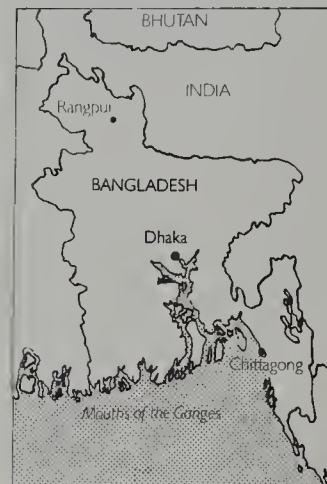 BHUTAN
INDIA
Rangpur
BANGLADESH
Dhaka
Chittagong
Mouths of the Ganges